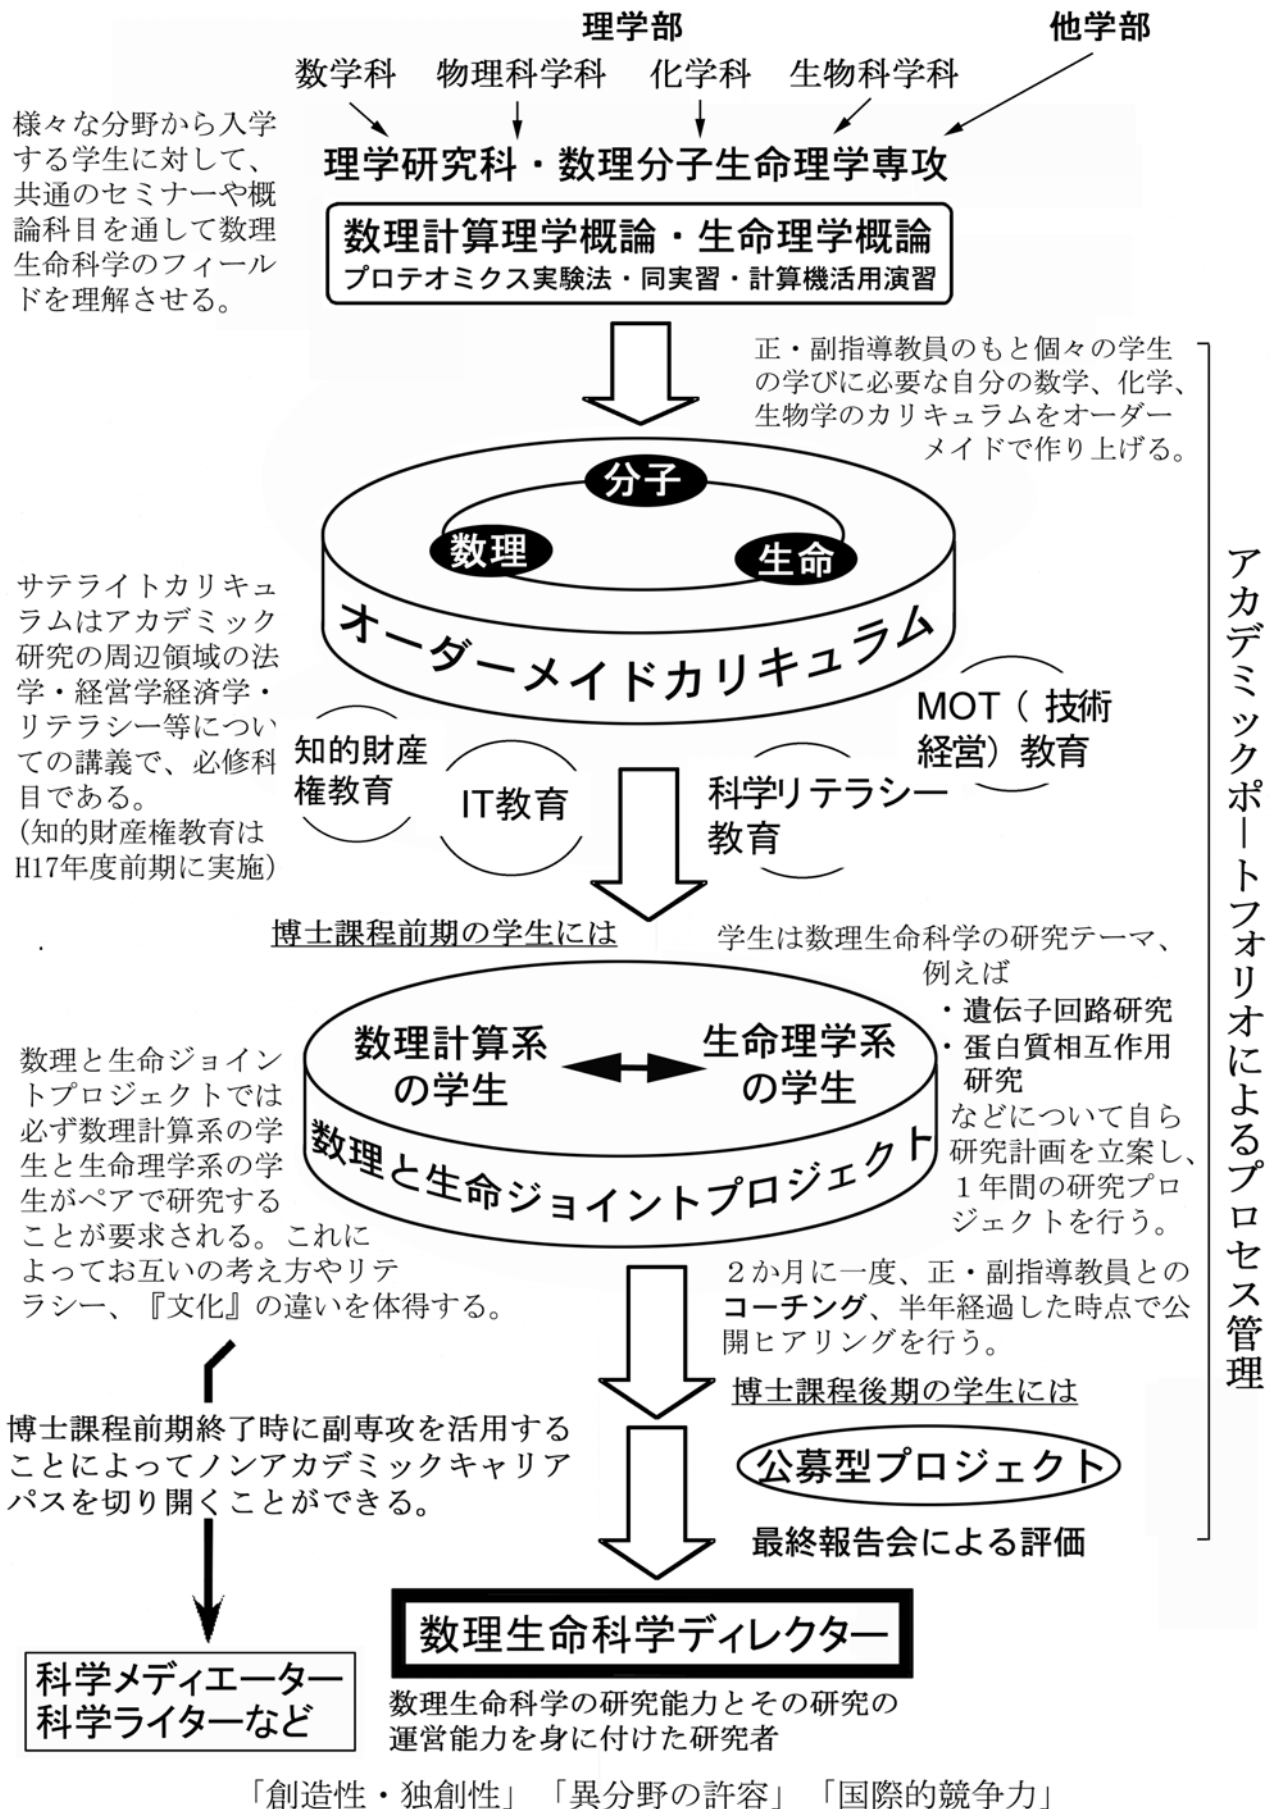 理学部
他学部
数学科 物理科学科 化学科 生物科学科
理学研究科・数理分子生命理学専攻
様々な分野から入学
する学生に対して、
共通のセミナーや概
論科目を通して数理
生命科学のフィール
ドを理解させる。
数理計算理学概論・生命理学概論
プロテオミクス実験法・同実習・計算機活用演習
正・副指導教員のもと個々の学生
の学びに必要な自分の数学、化学、
生物学のカリキュラムをオーダー
メイドで作り上げる。
分子
数理
生命
オーダーメイドカリキュラム
サテライトカリキュ
ラムはアカデミック
研究の周辺領域の法
学・経営学経済学・
リテラシー等につい
ての講義で、必修科
目である。
(知的財産権教育は
H17年度前期に実施)
知的財産
権教育
IT教育
科学リテラシー
教育
MOT(技術
経営)教育
アカデミックポートフォリオによるプロセス管理
博士課程前期の学生には
学生は数理生命科学の研究テーマ、
例えば
・遺伝子回路研究
・蛋白質相互作用
研究
などについて自ら
研究計画を立案し、
1年間の研究プロ
ジェクトを行う。
数理計算系
の学生
生命理学系
の学生
数理と生命ジョイントプロジェクト
数理と生命ジョイン
トプロジェクトでは
必ず数理計算系の学
生と生命理学系の学
生がペアで研究する
ことが要求される。これに
よってお互いの考え方やリテ
ラシー、『文化』の違いを体得する。
2か月に一度、正・副指導教員との
コーチング、半年経過した時点で公
開ヒアリングを行う。
博士課程後期の学生には
公募型プロジェクト
最終報告会による評価
博士課程前期終了時に副専攻を活用する
ことによってノンアカデミックキャリア
パスを切り開くことができる。
数理生命科学ディレクター
数理生命科学の研究能力とその研究の
運営能力を身に付けた研究者
科学メディエーター
科学ライターなど
「創造性・独創性」「異分野の許容」「国際的競争力」